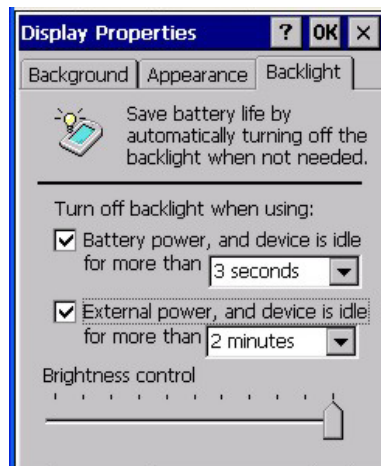 Display Properties ? OK ×
Background Appearance Backlight
Save battery life by
automatically turning off the
backlight when not needed.
Turn off backlight when using:
Battery power, and device is idle
for more than 3 seconds
External power, and device is idle
for more than 2 minutes
Brightness control